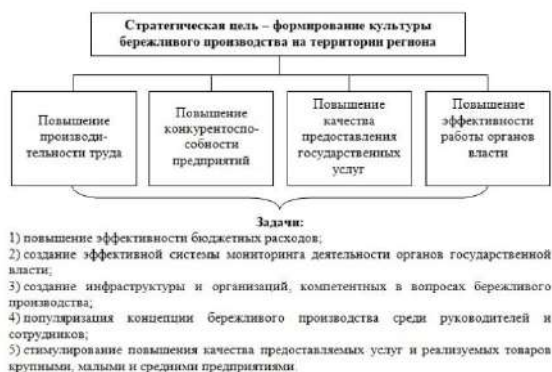 Стратегическая цель – формирование культуры
бережливого производства на территории региона
Повышение
производи-
тельности труда
Повышение
конкурентоспо-
собности
предприятий
Повышение
качества
предоставления
государственных
услуг
Повышение
эффективности
работы органов
власти
Задачи:
1) повышение эффективности бюджетных расходов;
2) создание эффективной системы мониторинга деятельности органов государственной
власти;
3) создание инфраструктуры и организаций, компетентных в вопросах бережливого
производства;
4) популяризация концепции бережливого производства среди руководителей и
сотрудников;
5) стимулирование повышения качества предоставляемых услуг и реализуемых товаров
крупными, малыми и средними предприятиями